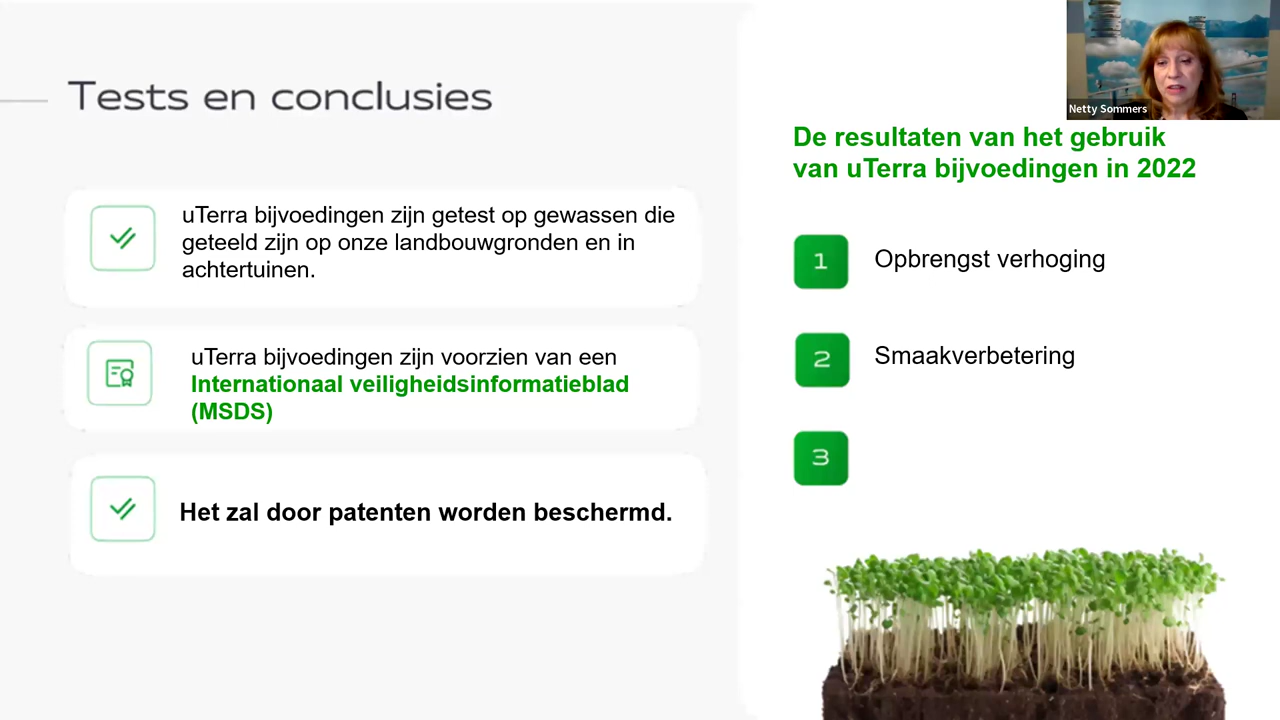 Netty Sommers
Tests en conclusies
uTerra bijvoedingen zijn getest op gewassen die
geteeld zijn op onze landbouwgronden en in
achtertuinen.
uTerra bijvoedingen zijn voorzien van een
Internationaal veiligheidsinformatieblad
(MSDS)
Het zal door patenten worden beschermd.
De resultaten van het gebruik
van uTerra bijvoedingen in 2022
1 Opbrengst verhoging
2 Smaakverbetering
3